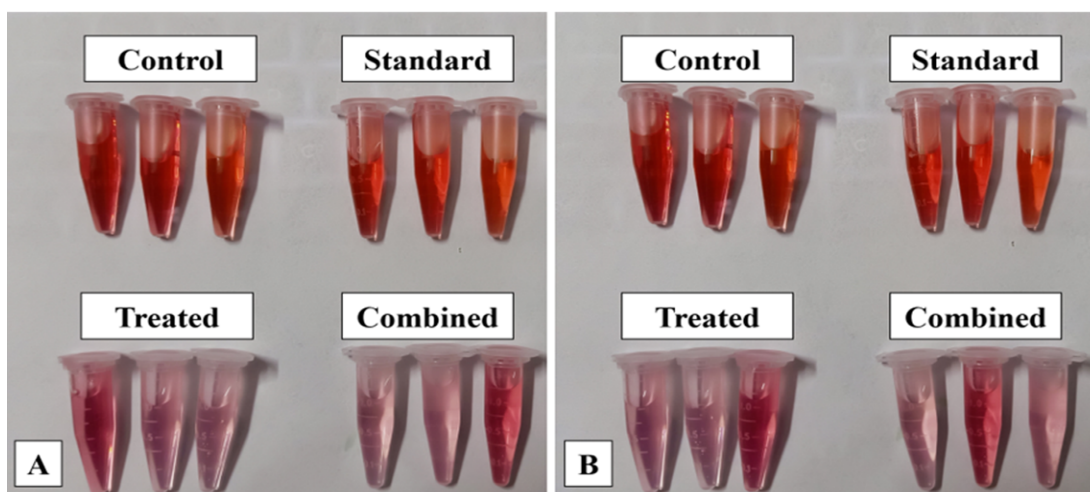 Control
Standard
Treated
Combined
A
Control
Standard
Treated
Combined
B